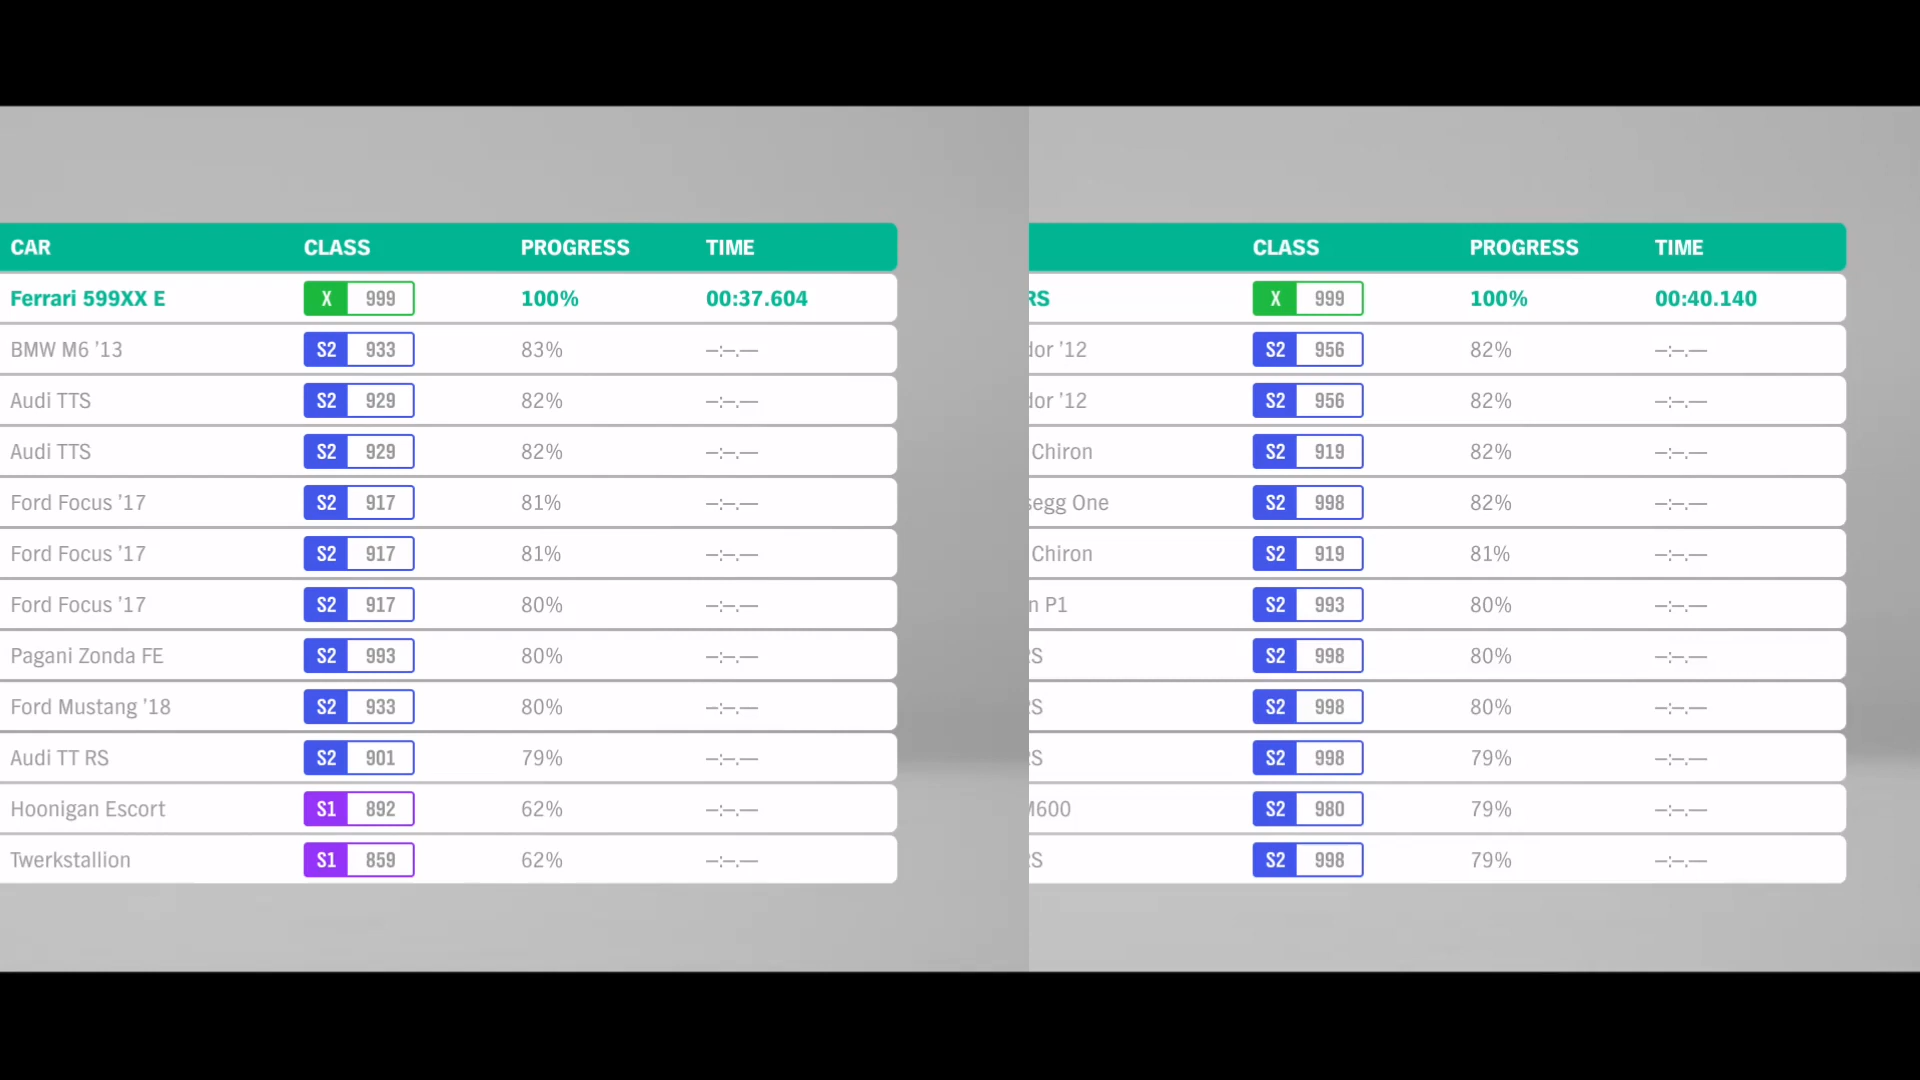 CAR CLASS PROGRESS TIME
Ferrari 599XX E X 999 100% 00:37.604
BMW M6 ’13 S2 933 83% –:–.––
Audi TTS S2 929 82% –:–.––
Audi TTS S2 929 82% –:–.––
Ford Focus ’17 S2 917 81% –:–.––
Ford Focus ’17 S2 917 81% –:–.––
Ford Focus ’17 S2 917 80% –:–.––
Pagani Zonda FE S2 993 80% –:–.––
Ford Mustang ’18 S2 933 80% –:–.––
Audi TT RS S2 901 79% –:–.––
Hoonigan Escort S1 892 62% –:–.––
Twerkstallion S1 859 62% –:–.––
CLASS PROGRESS TIME
RS X 999 100% 00:40.140
dor ’12 S2 956 82% –:–.––
dor ’12 S2 956 82% –:–.––
Chiron S2 919 82% –:–.––
segg One S2 998 82% –:–.––
Chiron S2 919 81% –:–.––
n P1 S2 993 80% –:–.––
RS S2 998 80% –:–.––
RS S2 998 80% –:–.––
RS S2 998 79% –:–.––
M600 S2 980 79% –:–.––
RS S2 998 79% –:–.––